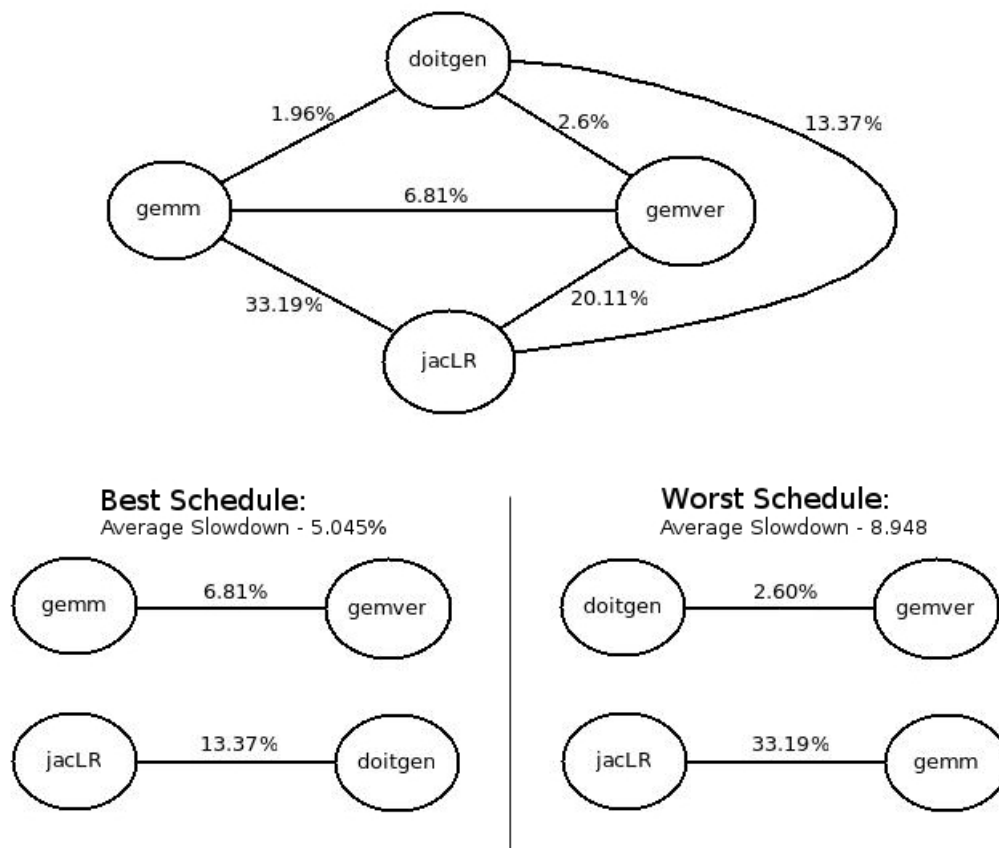 doitgen
1.96%
2.6%
13.37%
gemm
6.81%
gemver
33.19%
20.11%
jacLR
Best Schedule:
Average Slowdown - 5.045%
gemm
6.81%
gemver
jacLR
13.37%
doitgen
Worst Schedule:
Average Slowdown - 8.948
doitgen
2.60%
gemver
jacLR
33.19%
gemm